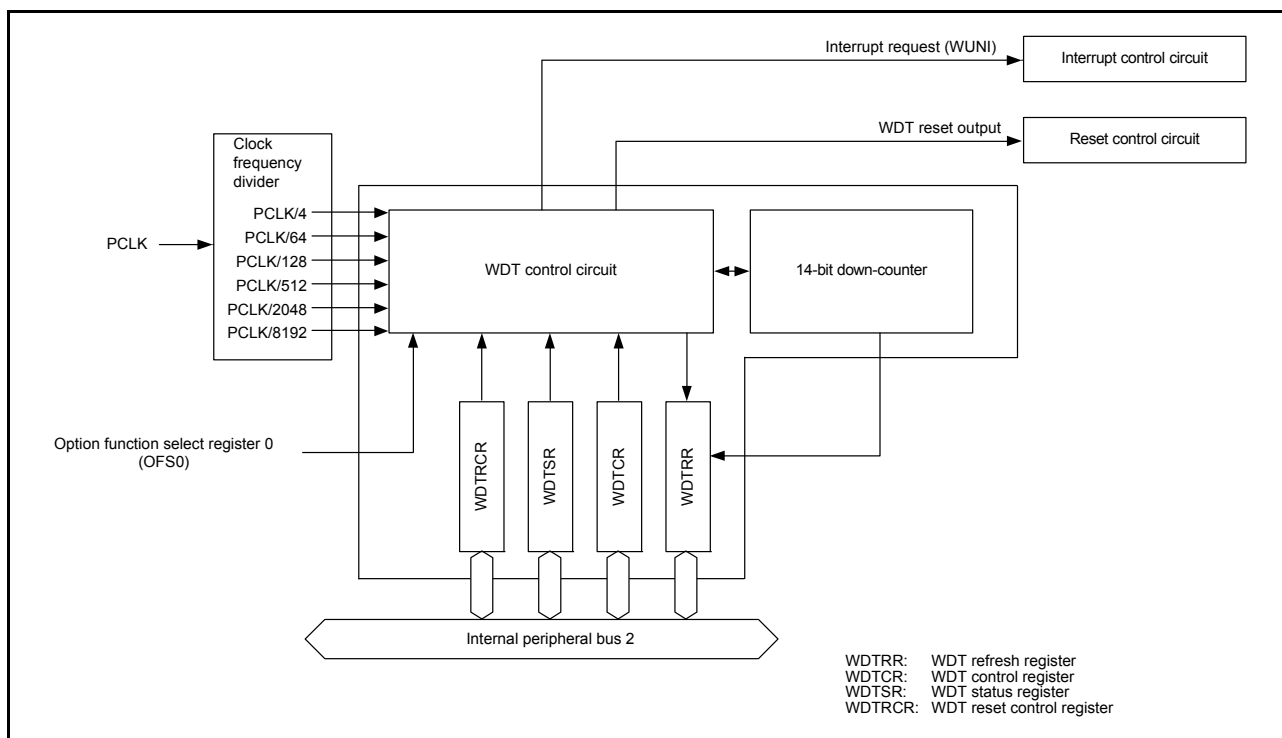 Interrupt request (WUNI)
Interrupt control circuit
WDT reset output
Reset control circuit
Clock
frequency
divider
PCLK
PCLK/4
PCLK/64
PCLK/128
PCLK/512
PCLK/2048
PCLK/8192
WDT control circuit
14-bit down-counter
Option function select register 0
(OFS0)
WDTRCR
WDTSR
WDTCR
WDTRR
Internal peripheral bus 2
WDTRR: WDT refresh register
WDTCR: WDT control register
WDTSR: WDT status register
WDTRCR: WDT reset control register